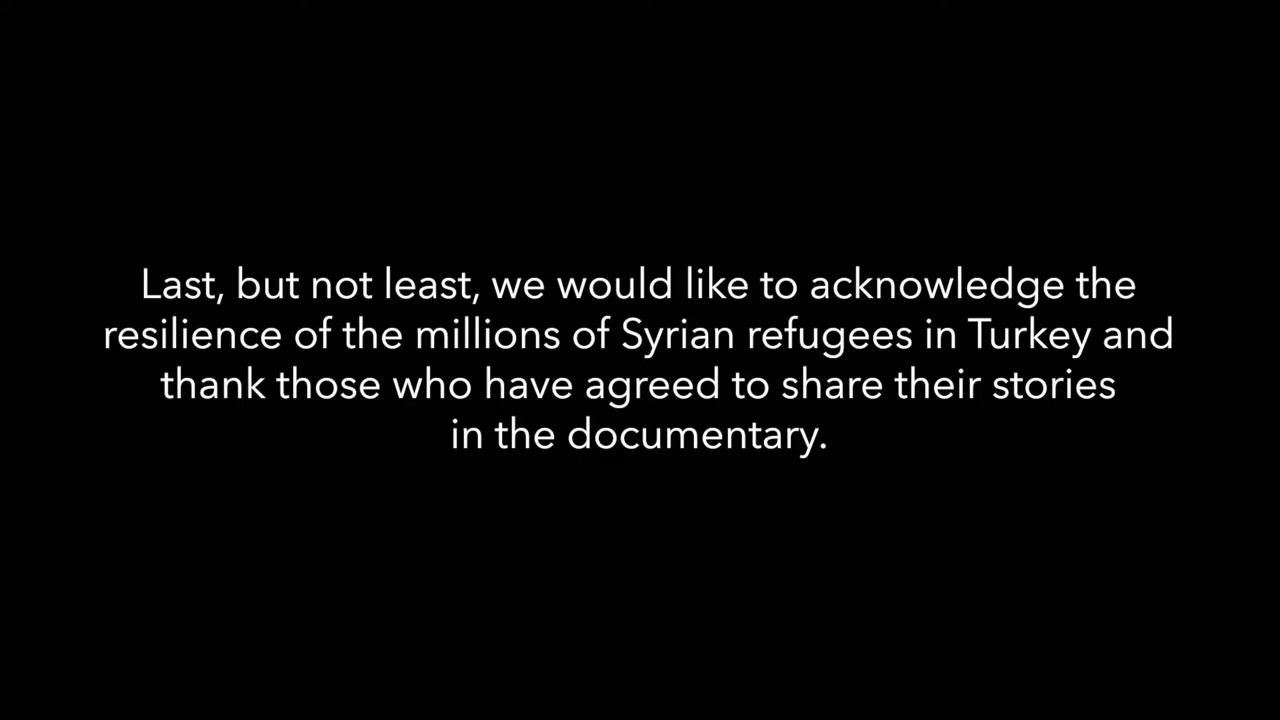 Last, but not least, we would like to acknowledge the
resilience of the millions of Syrian refugees in Turkey and
thank those who have agreed to share their stories
in the documentary.